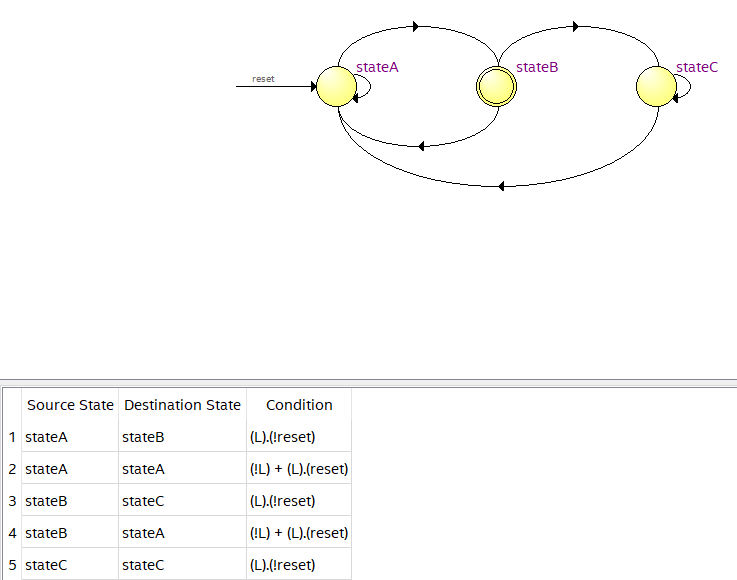 stateA
stateB
stateC
reset
Source State Destination State Condition
1 stateA stateB (L).(!reset)
2 stateA stateA (!L) + (L).(reset)
3 stateB stateC (L).(!reset)
4 stateB stateA (!L) + (L).(reset)
5 stateC stateC (L).(!reset)